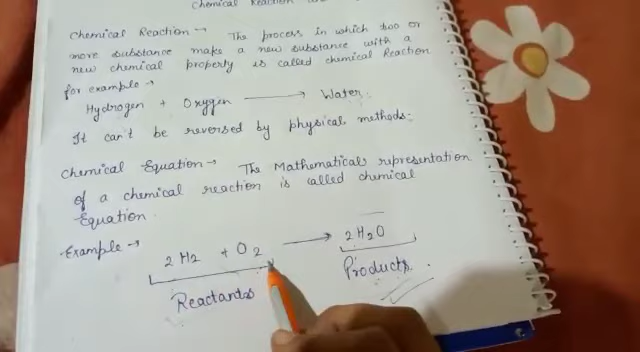 Chemical Reaction
Chemical Reaction → The process in which two or
more substance make a new substance with a
new chemical property is called chemical Reaction
for example →
Hydrogen + Oxygen → Water.
It can't be reversed by physical methods.
Chemical Equation → The Mathematical representation
of a chemical reaction is called chemical
Equation.
Example → 2H2 + O2 → 2H2O
Reactants Products.